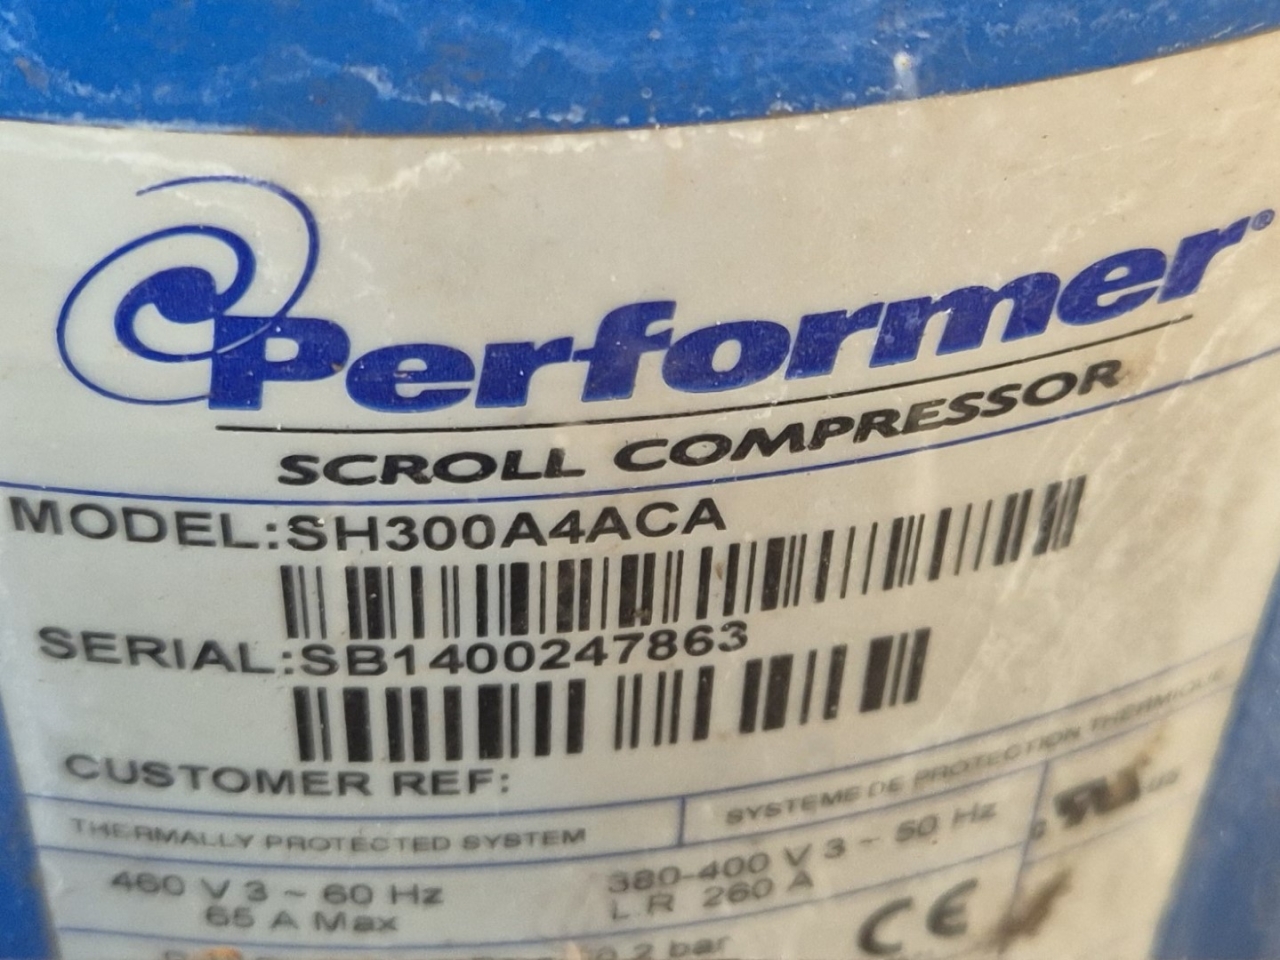 Performer®
SCROLL COMPRESSOR
MODEL:SH300A4ACA
SERIAL:SB1400247863
CUSTOMER REF:
THERMALLY PROTECTED SYSTEM
SYSTEME DE PROTECTION THERMIQUE
460 V 3 ~ 60 Hz
65 A Max
380-400 V 3 ~ 50 Hz
L.R 260 A
bar
CE